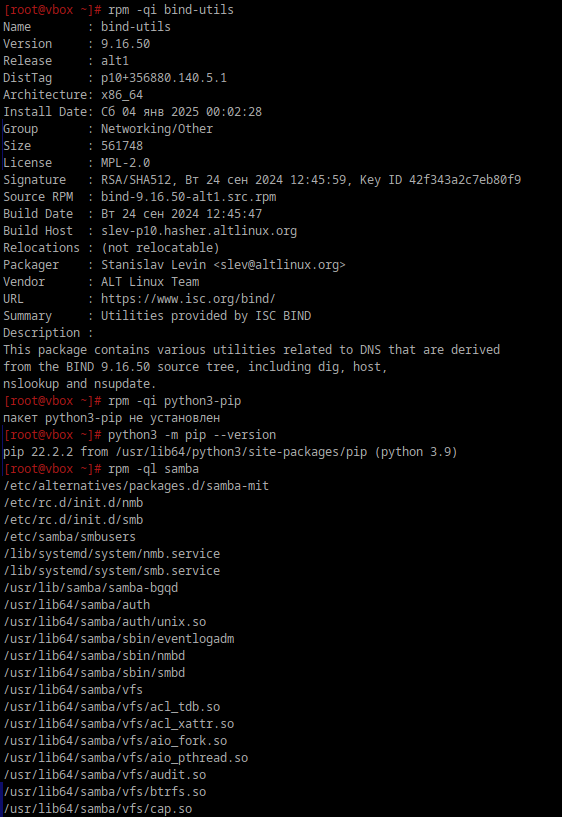 [root@vbox ~]# rpm -qi bind-utils
Name        : bind-utils
Version     : 9.16.50
Release     : alt1
DistTag     : p10+356880.140.5.1
Architecture: x86_64
Install Date: Сб 04 янв 2025 00:02:28
Group       : Networking/Other
Size        : 561748
License     : MPL-2.0
Signature   : RSA/SHA512, Вт 24 сен 2024 12:45:59, Key ID 42f343a2c7eb80f9
Source RPM  : bind-9.16.50-alt1.src.rpm
Build Date  : Вт 24 сен 2024 12:45:47
Build Host  : slev-p10.hasher.altlinux.org
Relocations : (not relocatable)
Packager    : Stanislav Levin <slev@altlinux.org>
Vendor      : ALT Linux Team
URL         : https://www.isc.org/bind/
Summary     : Utilities provided by ISC BIND
Description :
This package contains various utilities related to DNS that are derived
from the BIND 9.16.50 source tree, including dig, host,
nslookup and nsupdate.
[root@vbox ~]# rpm -qi python3-pip
пакет python3-pip не установлен
[root@vbox ~]# python3 -m pip --version
pip 22.2.2 from /usr/lib64/python3/site-packages/pip (python 3.9)
[root@vbox ~]# rpm -ql samba
/etc/alternatives/packages.d/samba-mit
/etc/rc.d/init.d/nmb
/etc/rc.d/init.d/smb
/etc/samba/smbusers
/lib/systemd/system/nmb.service
/lib/systemd/system/smb.service
/usr/lib/samba/samba-bgqd
/usr/lib64/samba/auth
/usr/lib64/samba/auth/unix.so
/usr/lib64/samba/sbin/eventlogadm
/usr/lib64/samba/sbin/nmbd
/usr/lib64/samba/sbin/smbd
/usr/lib64/samba/vfs
/usr/lib64/samba/vfs/acl_tdb.so
/usr/lib64/samba/vfs/acl_xattr.so
/usr/lib64/samba/vfs/aio_fork.so
/usr/lib64/samba/vfs/aio_pthread.so
/usr/lib64/samba/vfs/audit.so
/usr/lib64/samba/vfs/btrfs.so
/usr/lib64/samba/vfs/cap.so